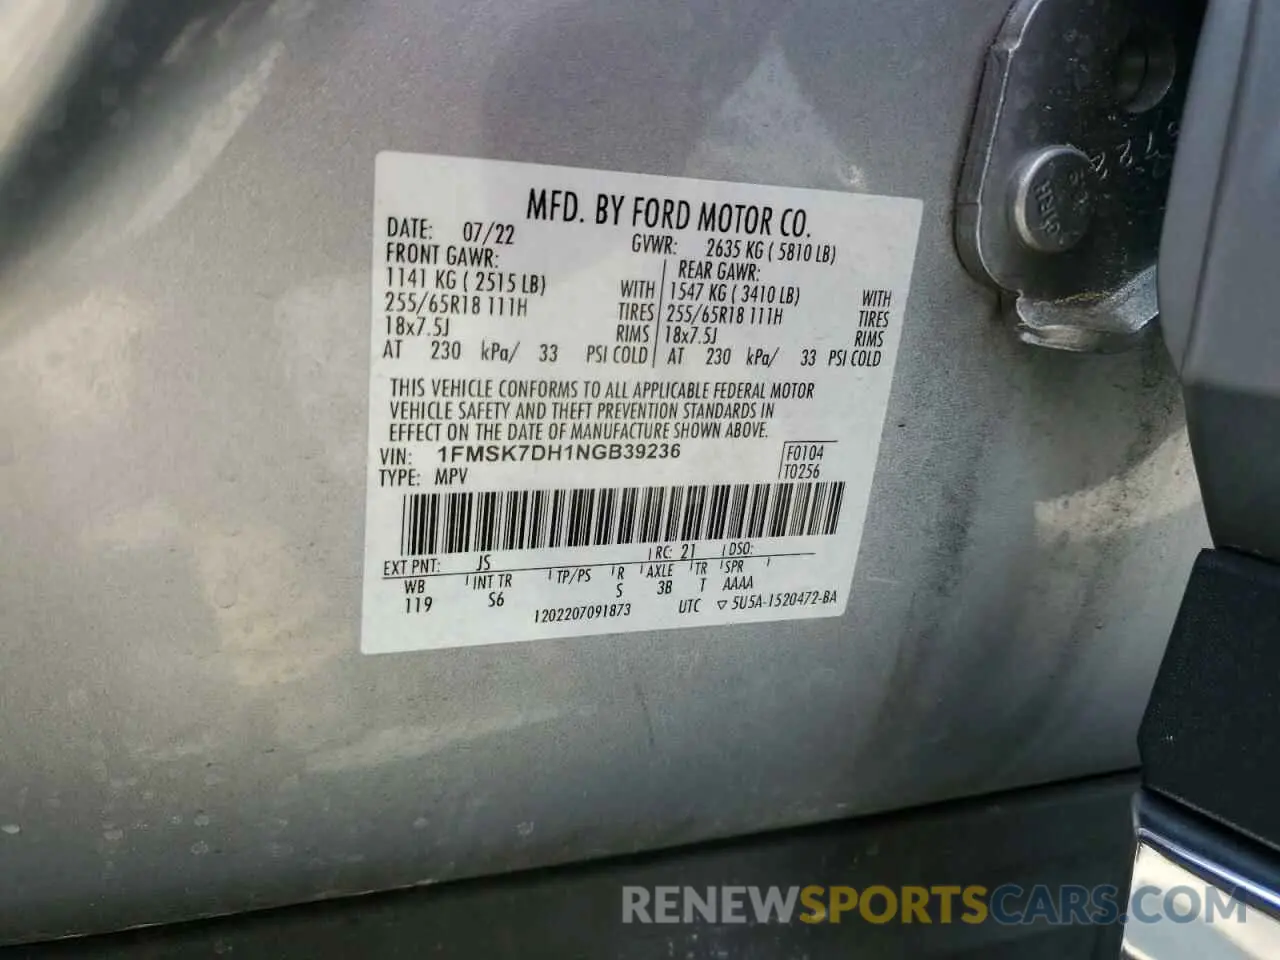 MFD. BY FORD MOTOR CO.
DATE: 07/22 GVWR: 2635 KG ( 5810 LB)
FRONT GAWR: REAR GAWR:
1141 KG ( 2515 LB) WITH 1547 KG ( 3410 LB) WITH
255/65R18 111H TIRES 255/65R18 111H TIRES
18x7.5J RIMS 18x7.5J RIMS
AT 230 kPa/ 33 PSI COLD AT 230 kPa/ 33 PSI COLD
THIS VEHICLE CONFORMS TO ALL APPLICABLE FEDERAL MOTOR
VEHICLE SAFETY AND THEFT PREVENTION STANDARDS IN
EFFECT ON THE DATE OF MANUFACTURE SHOWN ABOVE.
VIN: 1FMSK7DH1NGB39236 F0104
TYPE: MPV T0256
EXT PNT: JS RC: 21 DSO:
WB INT TR TP/PS R AXLE TR SPR
119 S6 S 3B T AAAA
1202207091873 UTC ▽ 5U5A-1520472-BA
RENEWSPORTSCARS.COM